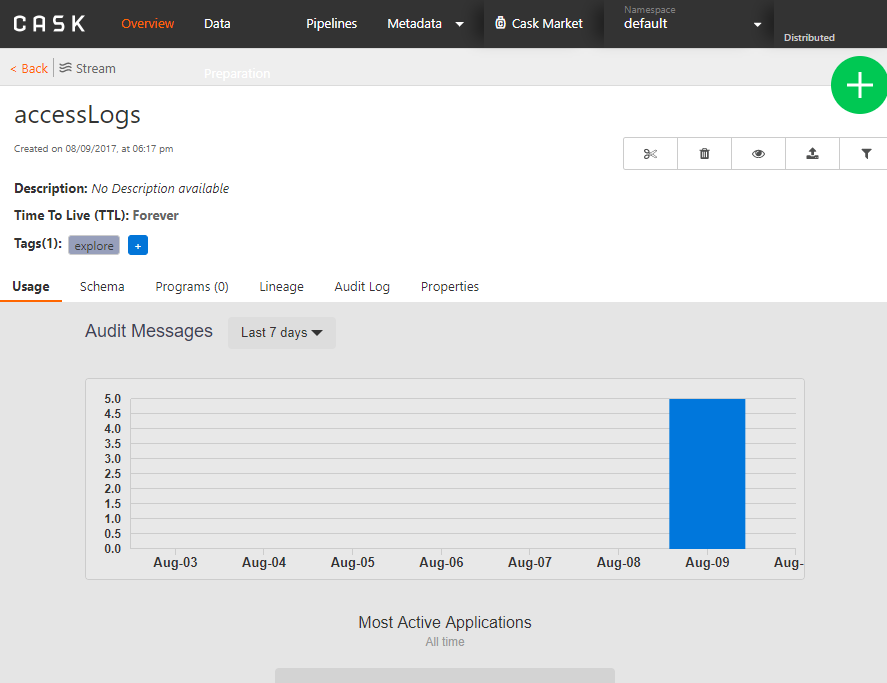 CASK Overview Data Preparation Pipelines Metadata Cask Market Namespace default Distributed
< Back Stream
accessLogs
Created on 08/09/2017, at 06:17 pm
Description: No Description available
Time To Live (TTL): Forever
Tags(1): explore +
Usage Schema Programs (0) Lineage Audit Log Properties
Audit Messages Last 7 days
5.0
4.5
4.0
3.5
3.0
2.5
2.0
1.5
1.0
0.5
0.0
Aug-03 Aug-04 Aug-05 Aug-06 Aug-07 Aug-08 Aug-09 Aug-
Most Active Applications
All time